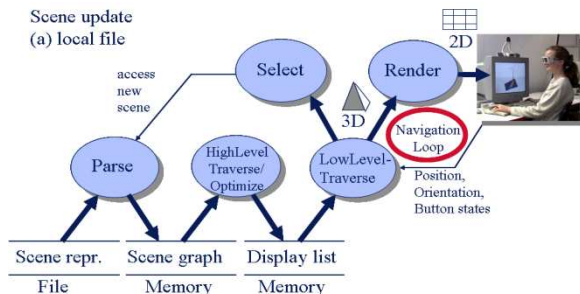 Scene update
(a) local file
2D
Select
Render
access
new
scene
3D
Navigation
Loop
Parse
HighLevel
Traverse/
Optimize
LowLevel-
Traverse
Position,
Orientation,
Button states
Scene repr.
Scene graph
Display list
File
Memory
Memory